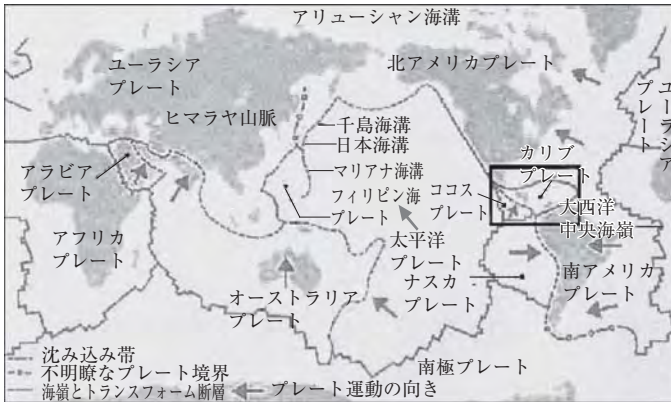 アリューシャン海溝
ユーラシア
プレート
北アメリカプレート
ヒマラヤ山脈
千島海溝
日本海溝
マリアナ海溝
フィリピン海
プレート
アラビア
プレート
アフリカ
プレート
オーストラリア
プレート
太平洋
プレート
ココス
プレート
カリブ
プレート
ユーラシア
プレート
大西洋
中央海嶺
ナスカ
プレート
南アメリカ
プレート
南極プレート
沈み込み帯
不明瞭なプレート境界
海嶺とトランスフォーム断層
プレート運動の向き